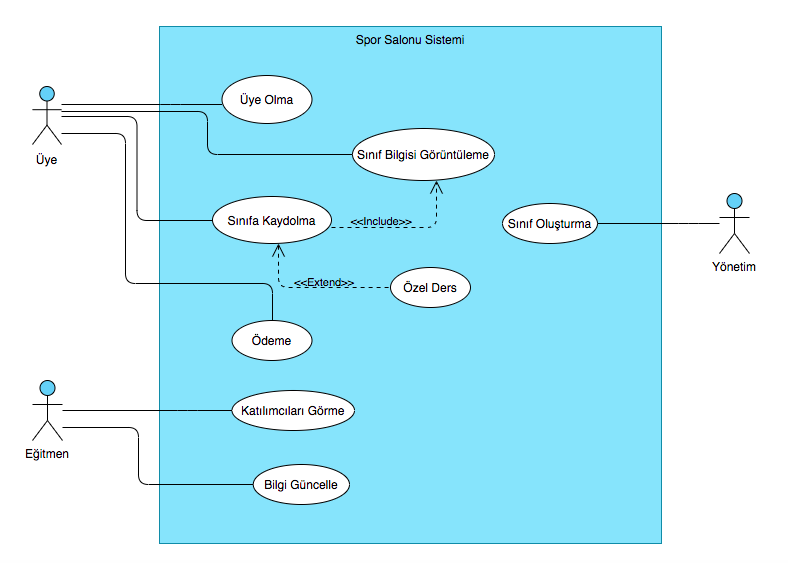 Spor Salonu Sistemi
Üye Olma
Üye
Sınıf Bilgisi Görüntüleme
Sınıfa Kaydolma
<<Include>>
Sınıf Oluşturma
Yönetim
<<Extend>>
Özel Ders
Ödeme
Katılımcıları Görme
Eğitmen
Bilgi Güncelle